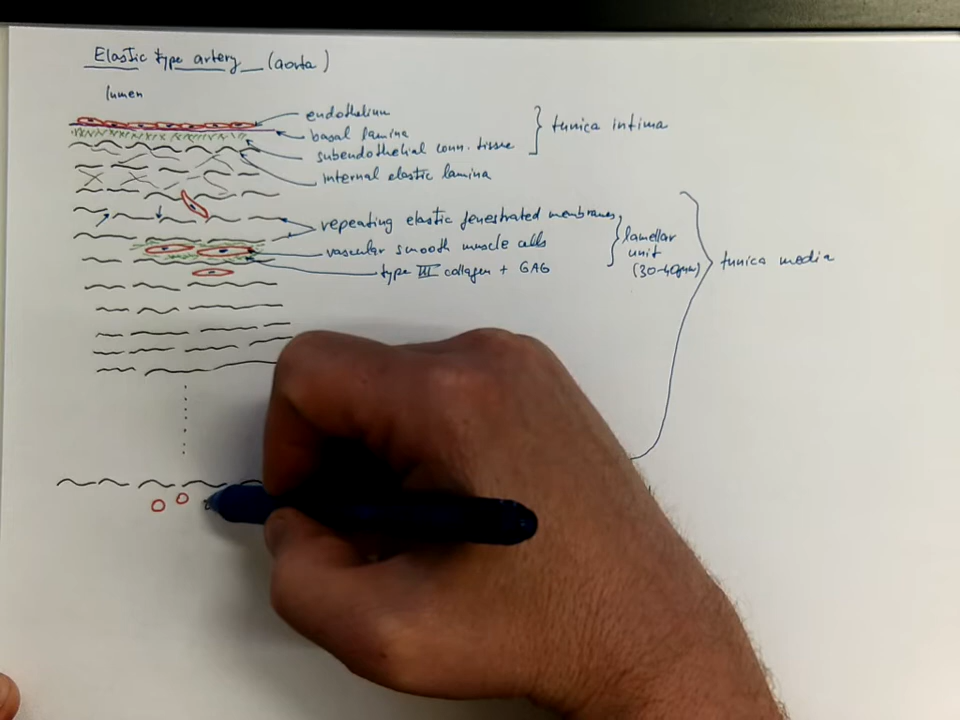 Elastic type artery (aorta)
lumen
endothelium
basal lamina
subendothelial conn. tissue
internal elastic lamina
tunica intima
repeating elastic fenestrated membranes
vascular smooth muscle cells
type III collagen + GAG
lamellar
unit
(30-40µm)
tunica media